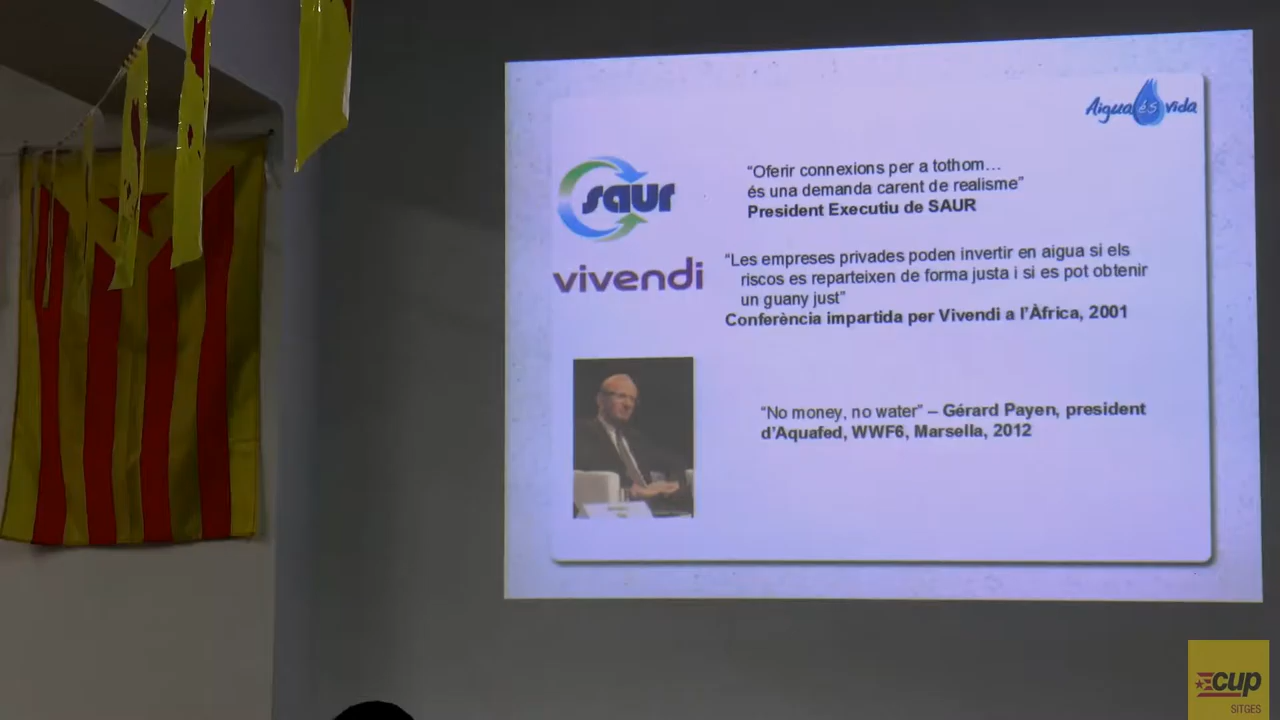 Aigua és vida
saur
"Oferir connexions per a tothom…
és una demanda carent de realisme"
President Executiu de SAUR
vivendi
"Les empreses privades poden invertir en aigua si els
riscos es reparteixen de forma justa i si es pot obtenir
un guany just"
Conferència impartida per Vivendi a l'Àfrica, 2001
"No money, no water" – Gérard Payen, president
d'Aquafed, WWF6, Marsella, 2012
cup
SITGES